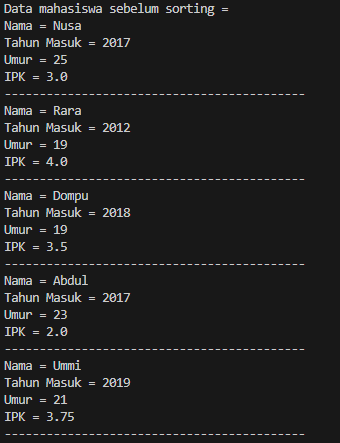 Data mahasiswa sebelum sorting =
Nama = Nusa
Tahun Masuk = 2017
Umur = 25
IPK = 3.0
-------------------------------------------
Nama = Rara
Tahun Masuk = 2012
Umur = 19
IPK = 4.0
-------------------------------------------
Nama = Dompu
Tahun Masuk = 2018
Umur = 19
IPK = 3.5
-------------------------------------------
Nama = Abdul
Tahun Masuk = 2017
Umur = 23
IPK = 2.0
-------------------------------------------
Nama = Ummi
Tahun Masuk = 2019
Umur = 21
IPK = 3.75
-------------------------------------------